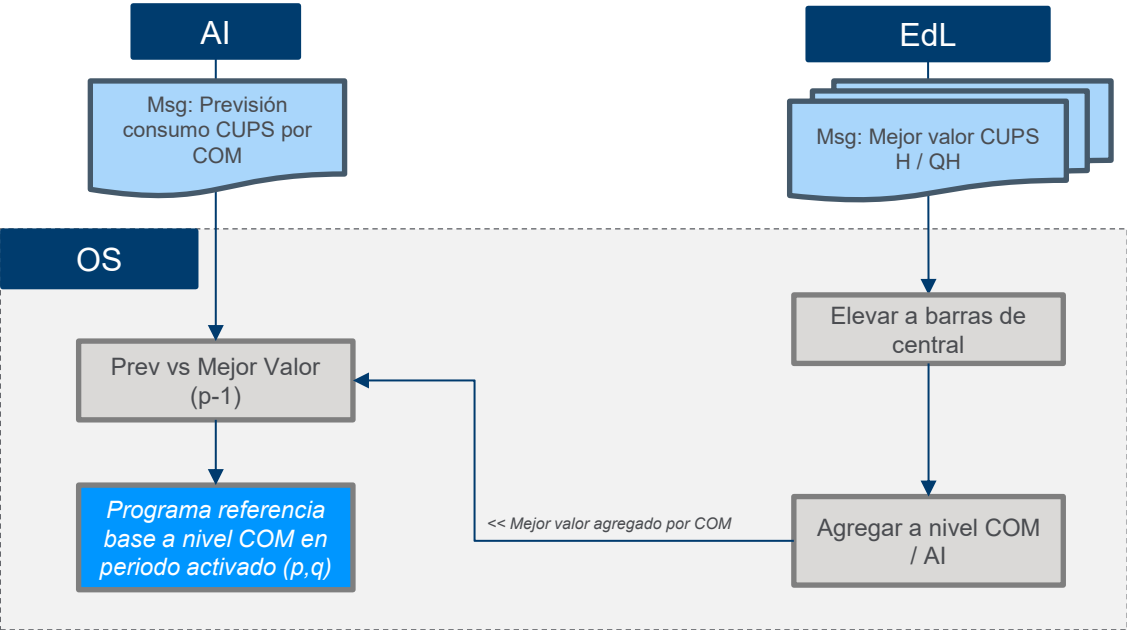 AI
Msg: Previsión
consumo CUPS por
COM
EdL
Msg: Mejor valor CUPS
H / QH
OS
Elevar a barras de
central
Prev vs Mejor Valor
(p-1)
Programa referencia
base a nivel COM en
periodo activado (p,q)
<< Mejor valor agregado por COM
Agregar a nivel COM
/ AI